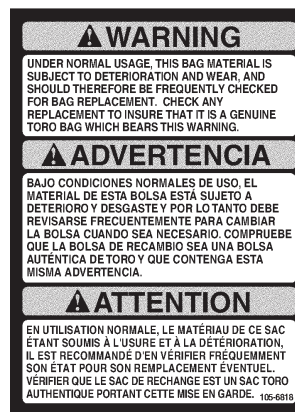 WARNING
UNDER NORMAL USAGE, THIS BAG MATERIAL IS
SUBJECT TO DETERIORATION AND WEAR, AND
SHOULD THEREFORE BE FREQUENTLY CHECKED
FOR BAG REPLACEMENT. CHECK ANY
REPLACEMENT TO INSURE THAT IT IS A GENUINE
TORO BAG WHICH BEARS THIS WARNING.
ADVERTENCIA
BAJO CONDICIONES NORMALES DE USO, EL
MATERIAL DE ESTA BOLSA ESTÁ SUJETO A
DETERIORO Y DESGASTE Y POR LO TANTO DEBE
REVISARSE FRECUENTEMENTE PARA CAMBIAR
LA BOLSA CUANDO SEA NECESARIO. COMPRUEBE
QUE LA BOLSA DE RECAMBIO SEA UNA BOLSA
AUTÉNTICA DE TORO Y QUE CONTENGA ESTA
MISMA ADVERTENCIA.
ATTENTION
EN UTILISATION NORMALE, LE MATÉRIAU DE CE SAC
ÉTANT SOUMIS À L'USURE ET À LA DÉTÉRIORATION,
IL EST RECOMMANDÉ D'EN VÉRIFIER FRÉQUEMMENT
SON ÉTAT POUR SON REMPLACEMENT ÉVENTUEL.
VÉRIFIER QUE LE SAC DE RECHANGE EST UN SAC TORO
AUTHENTIQUE PORTANT CETTE MISE EN GARDE. 105-6818